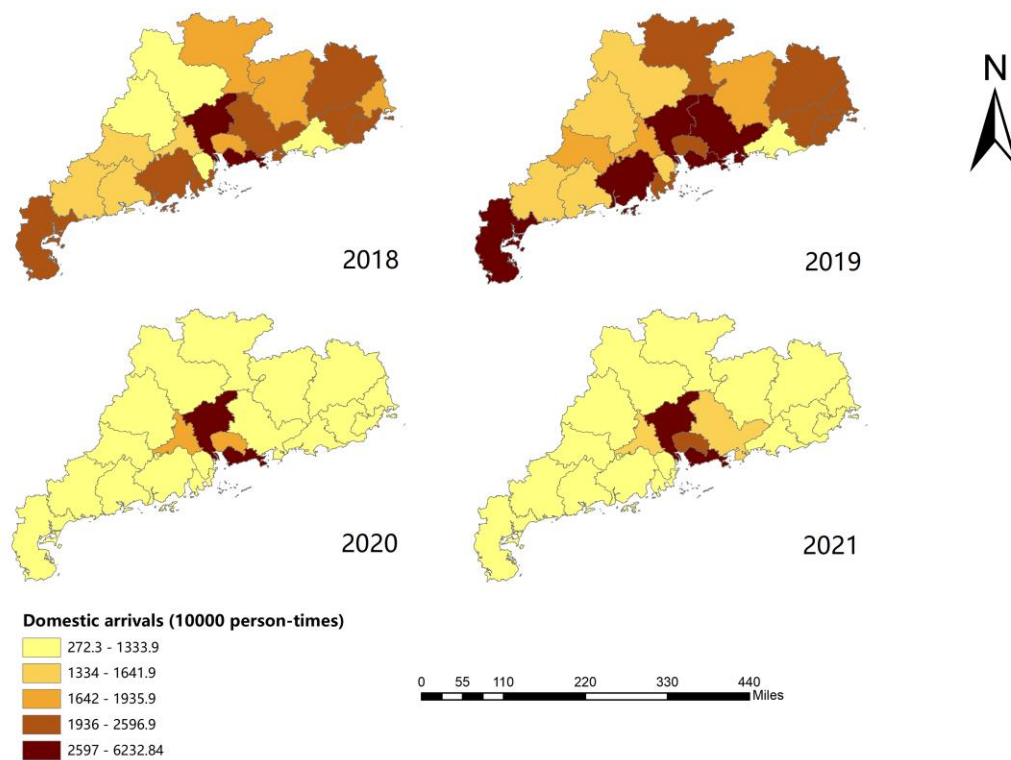 N
2018
2019
2020
2021
Domestic arrivals (10000 person-times)
272.3 - 1333.9
1334 - 1641.9
1642 - 1935.9
1936 - 2596.9
2597 - 6232.84
0 55 110 220 330 440
Miles